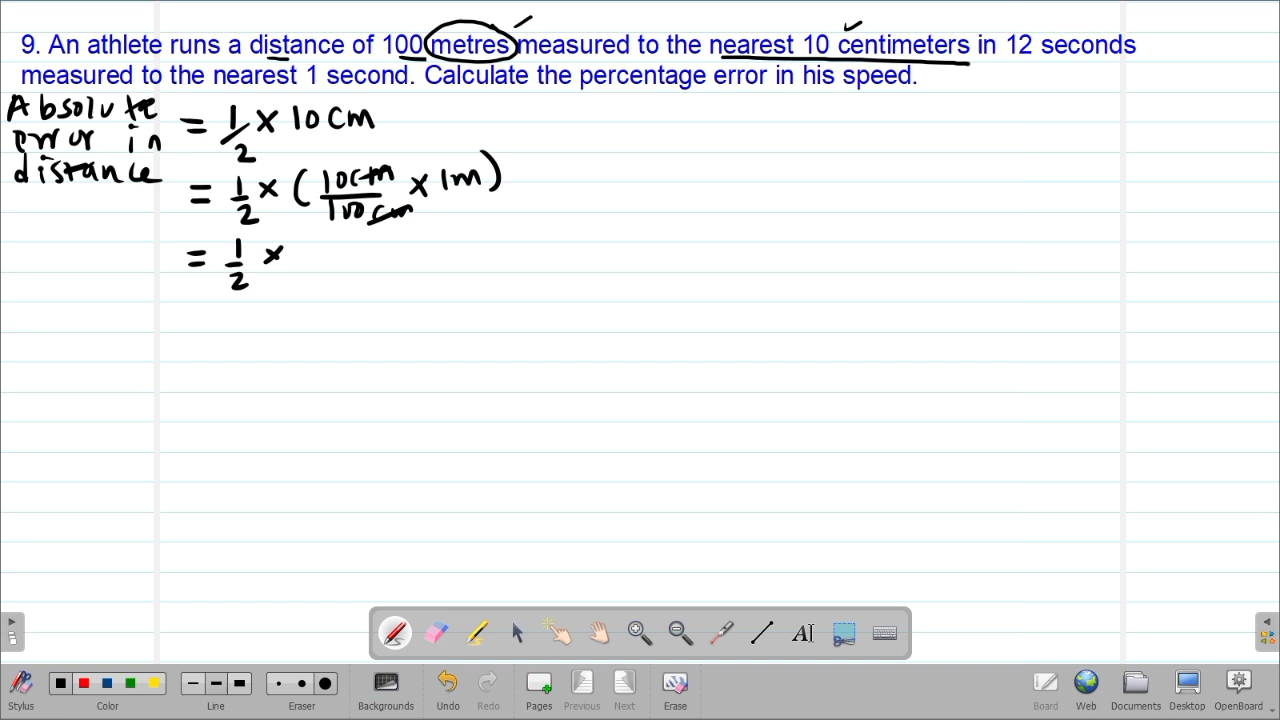 9. An athlete runs a distance of 100 metres measured to the nearest 10 centimeters in 12 seconds
measured to the nearest 1 second. Calculate the percentage error in his speed.
Absolute
error in
distance
= 1/2 × 10 cm
= 1/2 × (10cm/100cm × 1m)
= 1/2 ×
Stylus
Color
Line
Eraser
Backgrounds
Undo
Redo
Pages
Previous
Next
Erase
Board
Web
Documents
Desktop
OpenBoard